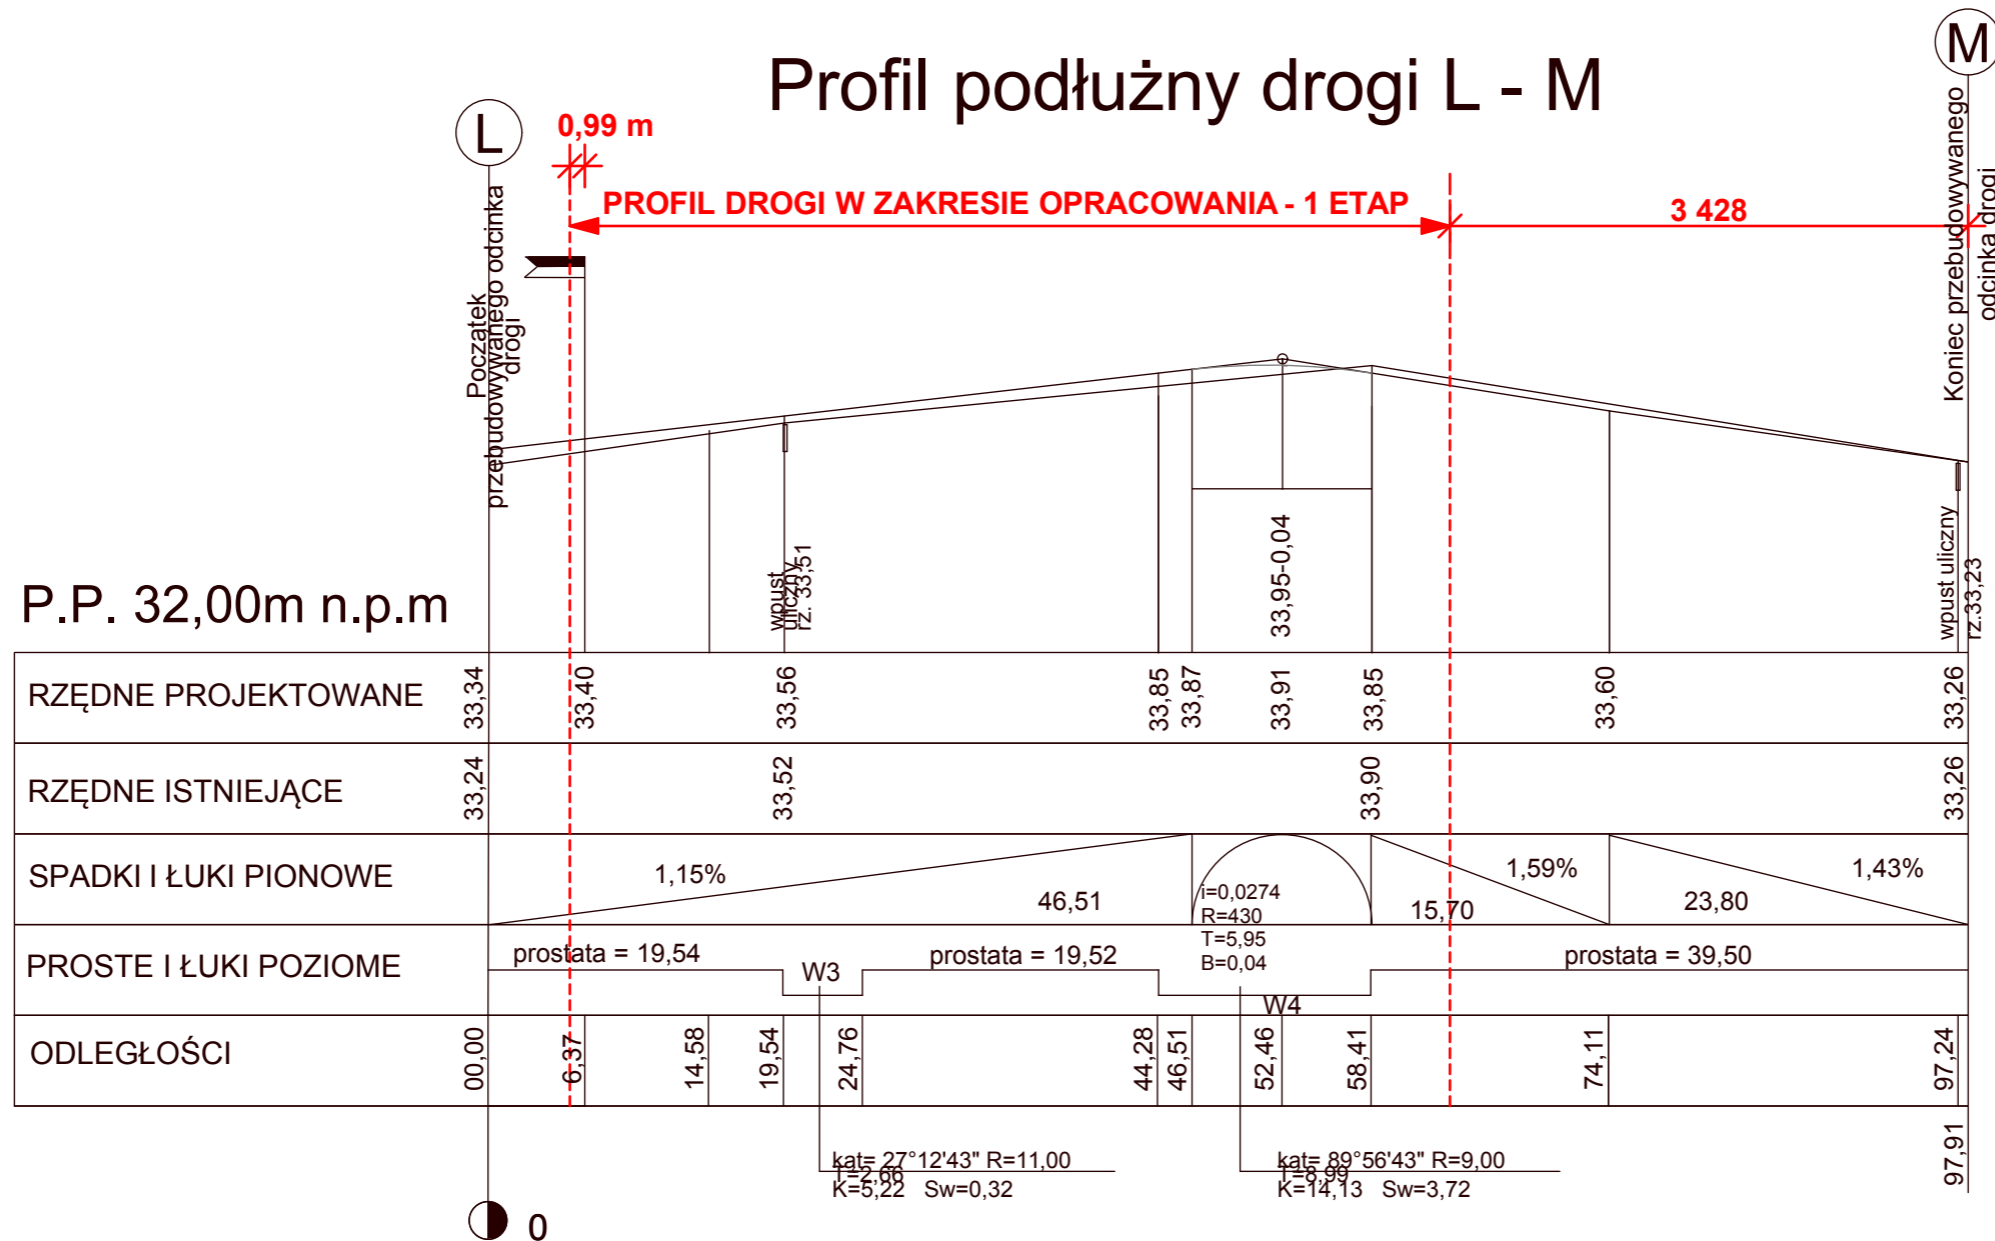 Profil podłużny drogi L - M
L
M
0,99 m
PROFIL DROGI W ZAKRESIE OPRACOWANIA - 1 ETAP
3 428
Początek
przebudowywanego odcinka
drogi
Koniec przebudowywanego
odcinka drogi
wpust
uliczny
rz. 33,51
33,95-0,04
wpust uliczny
rz.33,23
P.P. 32,00m n.p.m
RZĘDNE PROJEKTOWANE
33,34 33,40 33,56 33,85 33,87 33,91 33,85 33,60 33,26
RZĘDNE ISTNIEJĄCE
33,24 33,52 33,90 33,26
SPADKI I ŁUKI PIONOWE
1,15% 46,51
i=0,0274
R=430
T=5,95
B=0,04
15,70 1,59% 23,80 1,43%
PROSTE I ŁUKI POZIOME
prostata = 19,54 W3 prostata = 19,52 W4 prostata = 39,50
ODLEGŁOŚCI
00,00 6,37 14,58 19,54 24,76 44,28 46,51 52,46 58,41 74,11 97,24
97,91
kąt= 27°12'43" R=11,00
T=2,66
K=5,22 Sw=0,32
kąt= 89°56'43" R=9,00
T=8,99
K=14,13 Sw=3,72
0